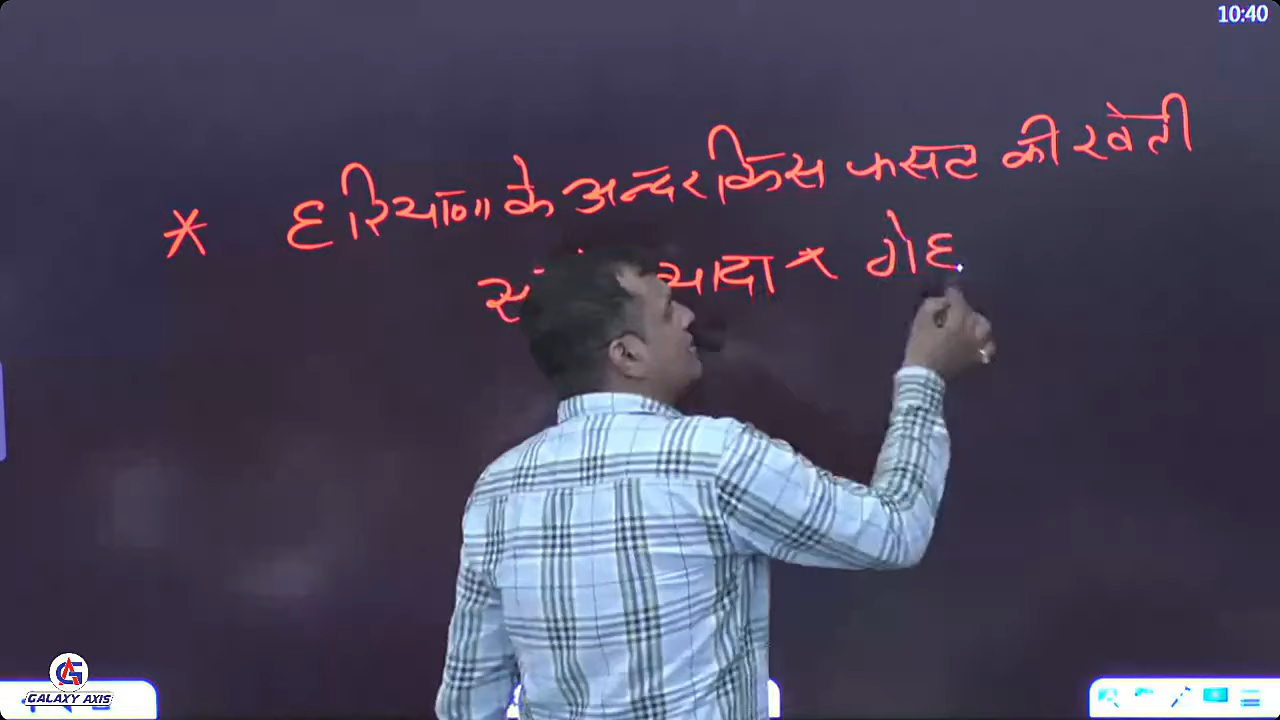 10:40
* हरियाणा के अन्दर किस फसल की खेती
यादा * गेह
GALAXY AXIS